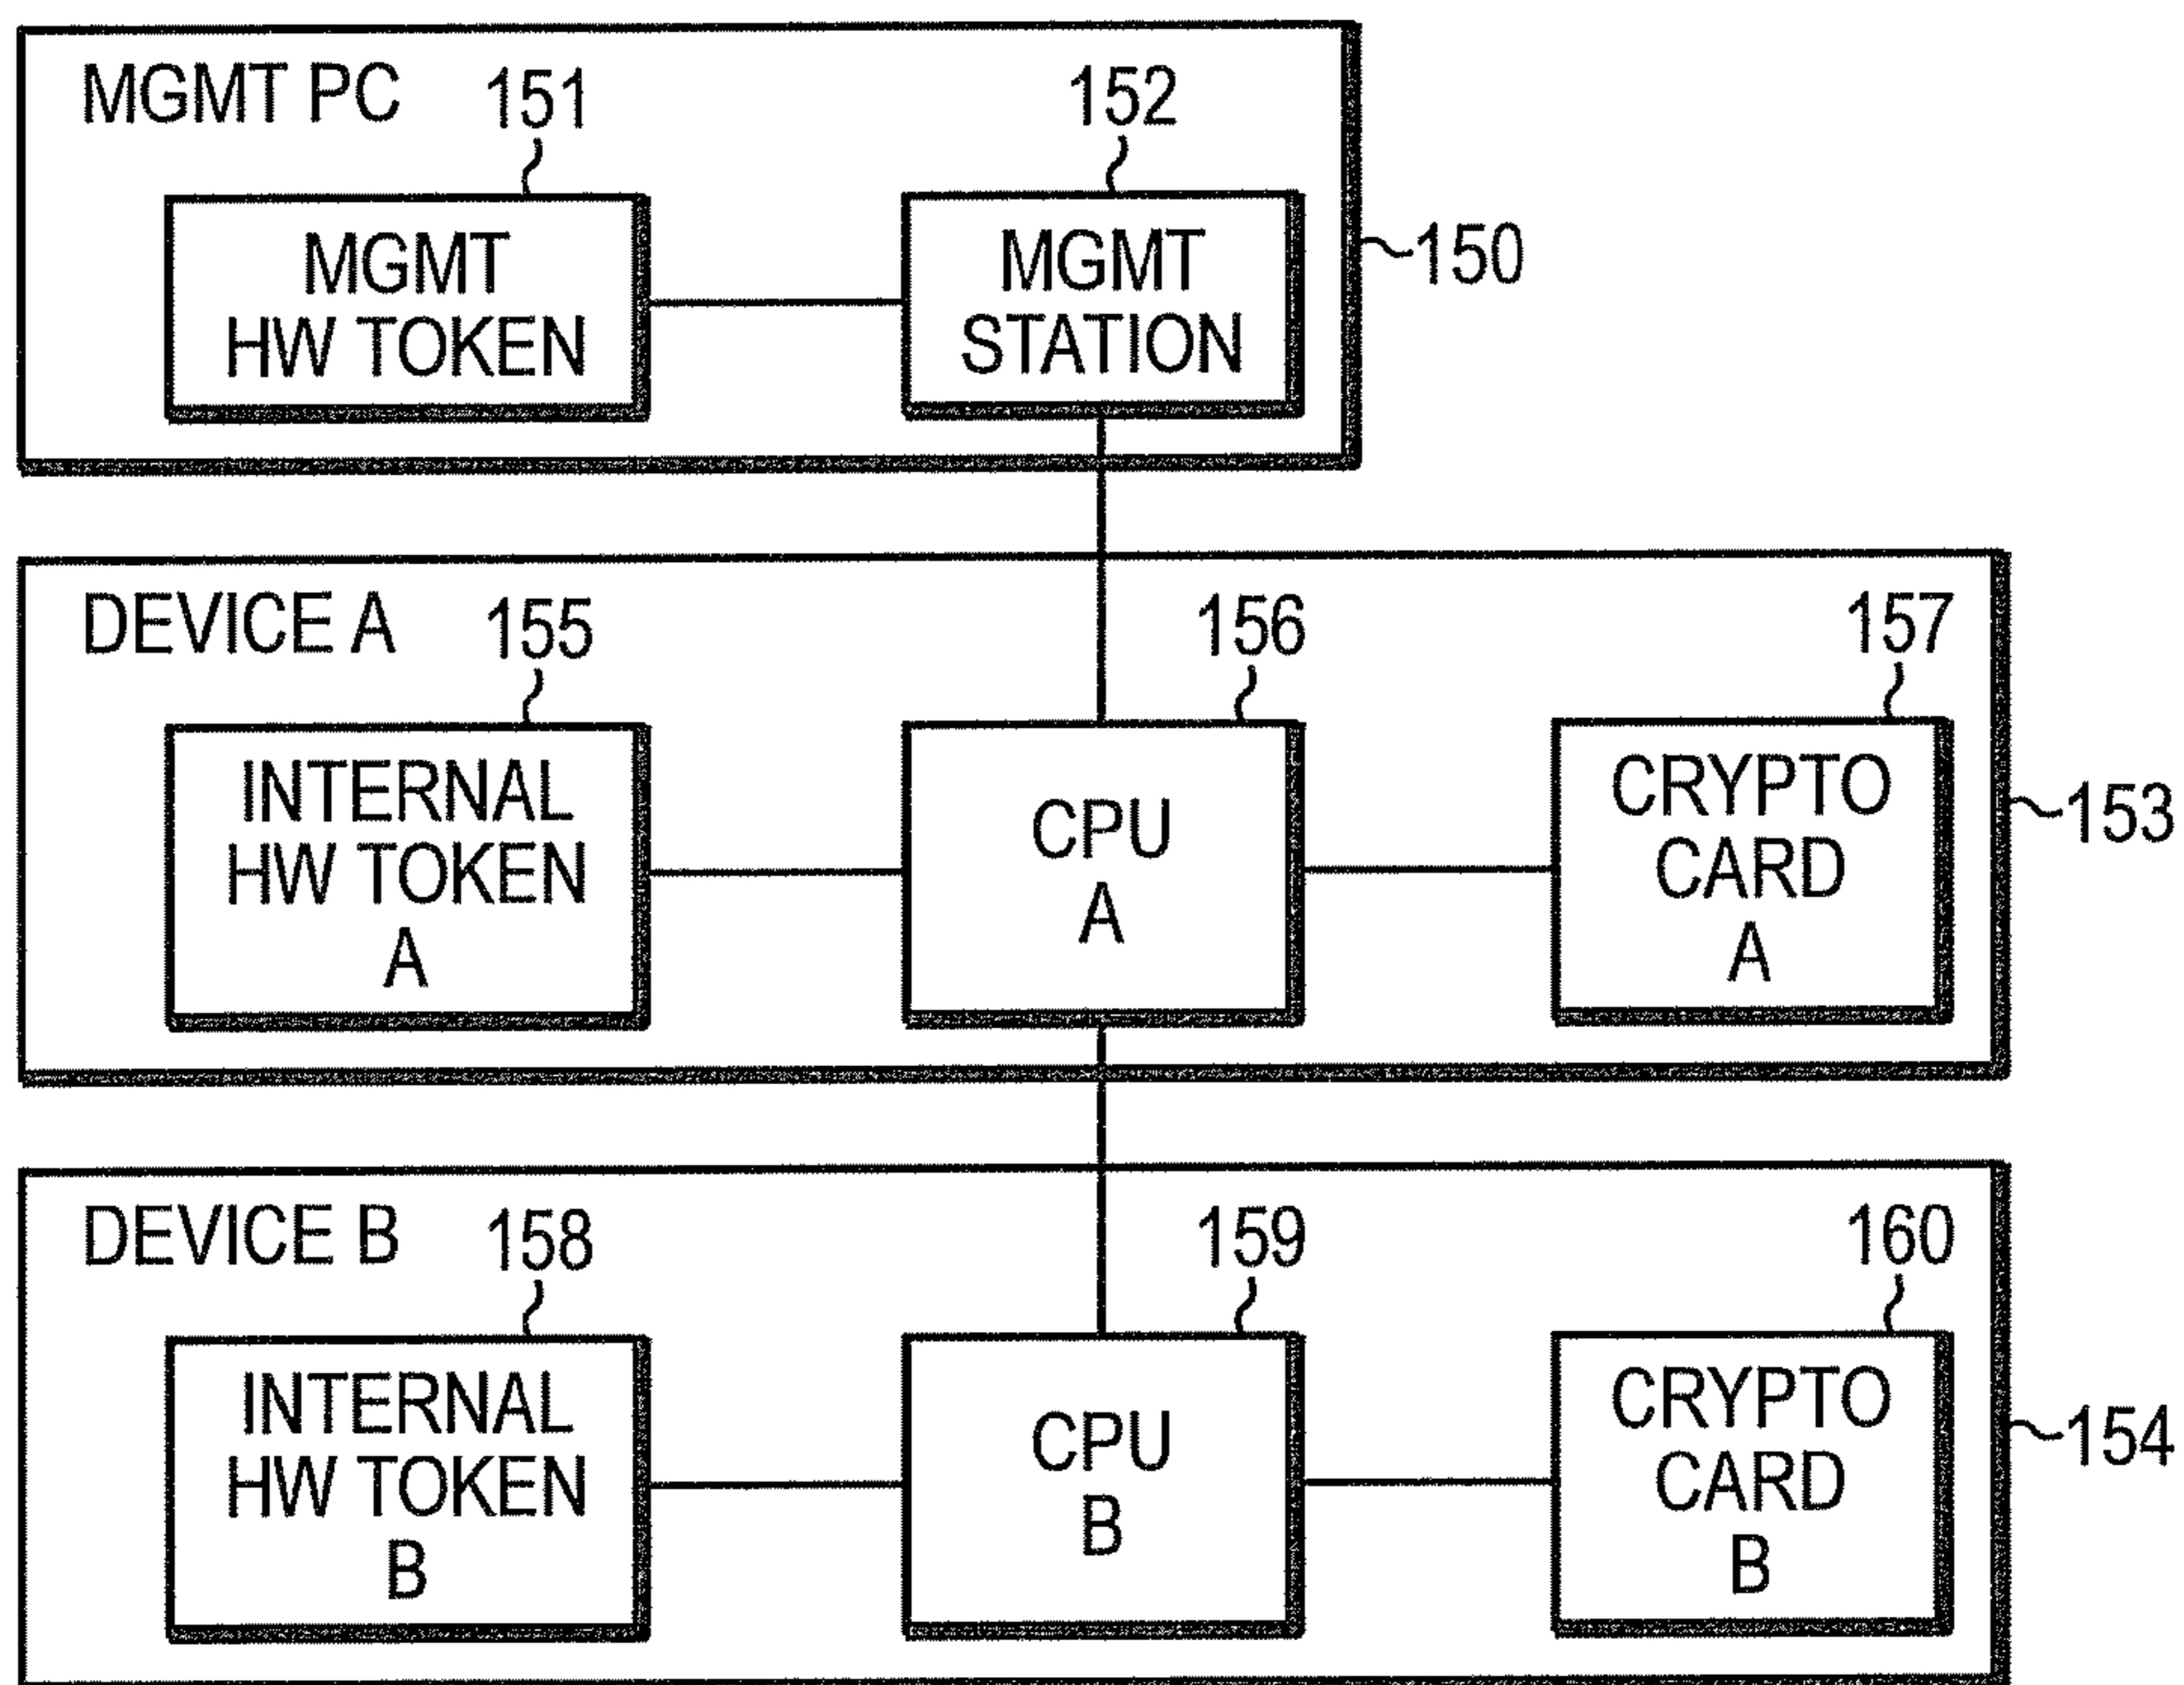 MGMT PC
151
152
MGMT
HW TOKEN
MGMT
STATION
150
DEVICE A
155
156
157
INTERNAL
HW TOKEN
A
CPU
A
CRYPTO
CARD
A
153
DEVICE B
158
159
160
INTERNAL
HW TOKEN
B
CPU
B
CRYPTO
CARD
B
154